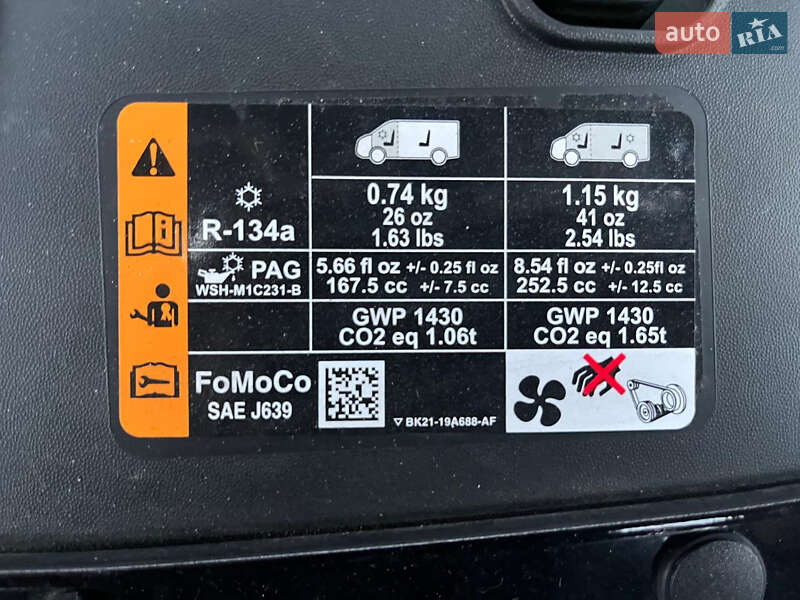 auto RIA .com
0.74 kg 1.15 kg
26 oz 41 oz
R-134a 1.63 lbs 2.54 lbs
PAG 5.66 fl oz +/- 0.25 fl oz 8.54 fl oz +/- 0.25fl oz
WSH-M1C231-B 167.5 cc +/- 7.5 cc 252.5 cc +/- 12.5 cc
GWP 1430 GWP 1430
CO2 eq 1.06t CO2 eq 1.65t
FoMoCo
SAE J639 BK21-19A688-AF